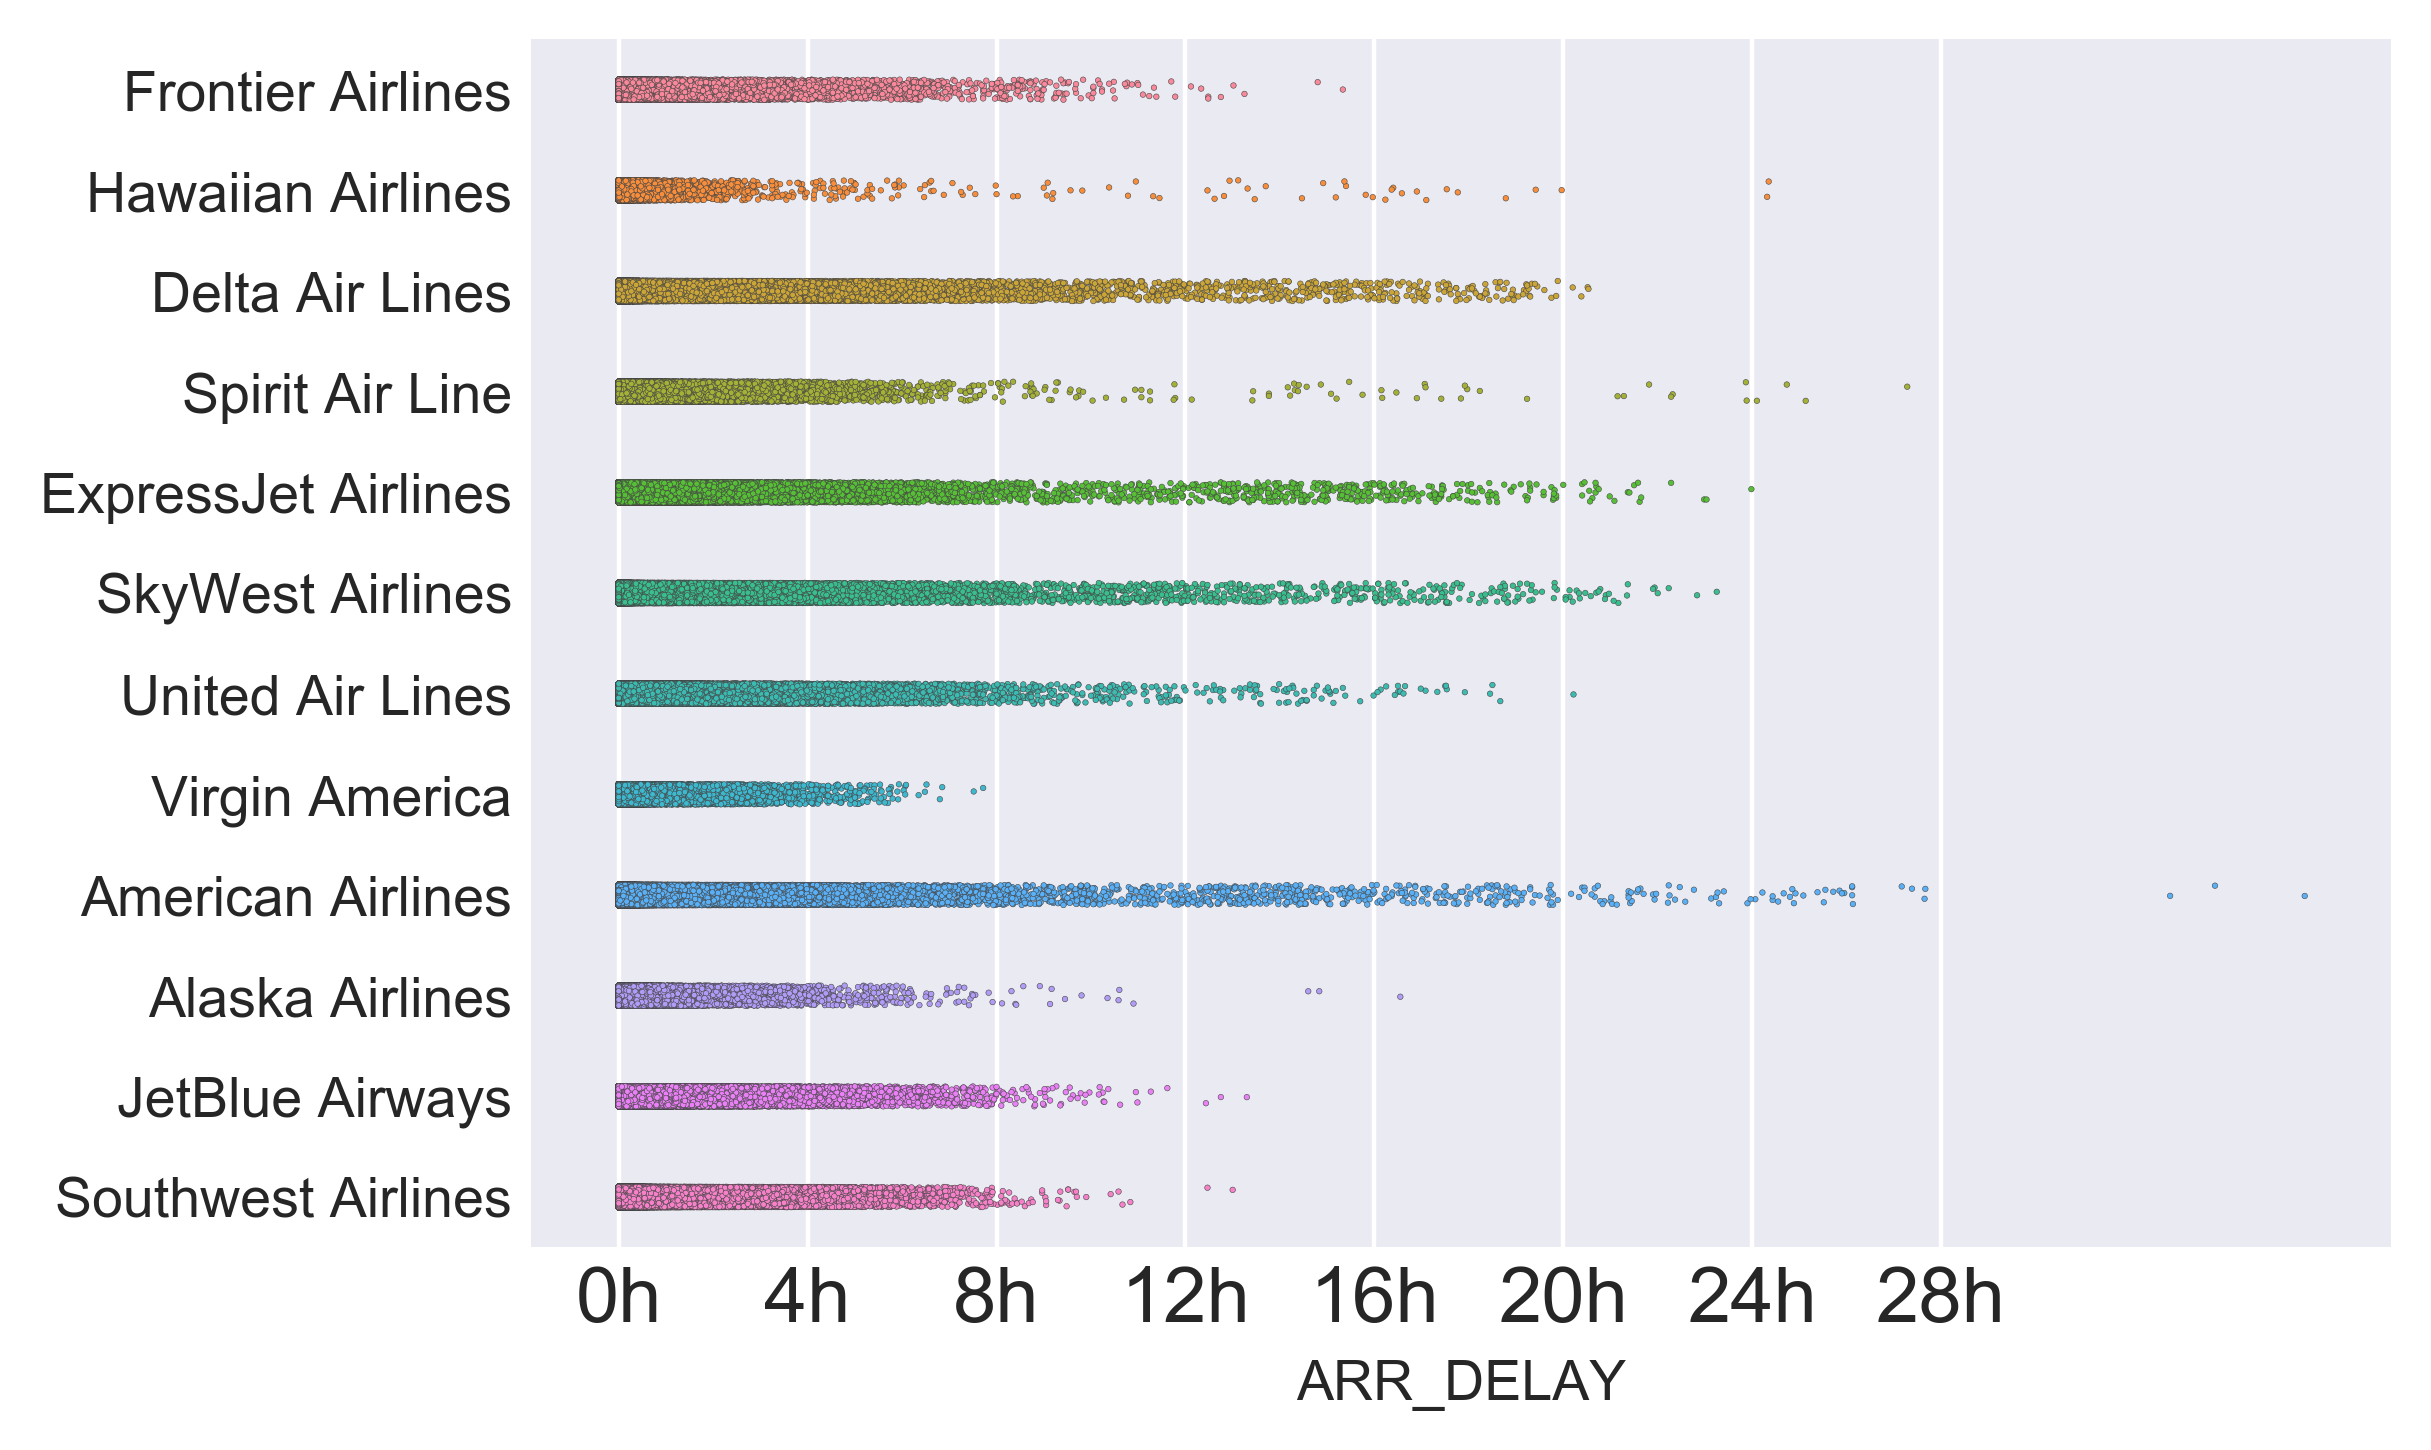 Frontier Airlines
Hawaiian Airlines
Delta Air Lines
Spirit Air Line
ExpressJet Airlines
SkyWest Airlines
United Air Lines
Virgin America
American Airlines
Alaska Airlines
JetBlue Airways
Southwest Airlines
0h 4h 8h 12h 16h 20h 24h 28h
ARR_DELAY